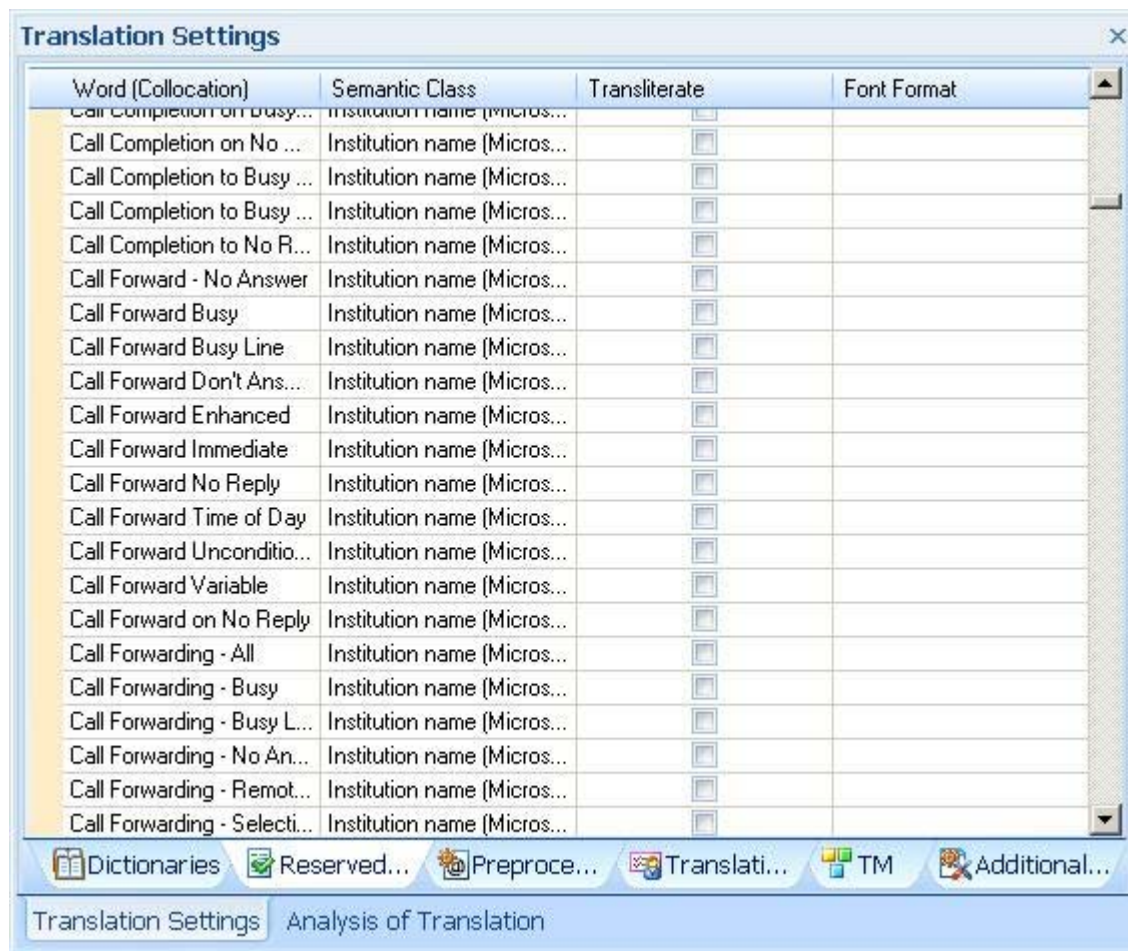 Translation Settings
Word (Collocation) Semantic Class Transliterate Font Format
Call Completion on Busy... Institution name (Micros...
Call Completion on No ... Institution name (Micros...
Call Completion to Busy ... Institution name (Micros...
Call Completion to Busy ... Institution name (Micros...
Call Completion to No R... Institution name (Micros...
Call Forward - No Answer Institution name (Micros...
Call Forward Busy Institution name (Micros...
Call Forward Busy Line Institution name (Micros...
Call Forward Don't Ans... Institution name (Micros...
Call Forward Enhanced Institution name (Micros...
Call Forward Immediate Institution name (Micros...
Call Forward No Reply Institution name (Micros...
Call Forward Time of Day Institution name (Micros...
Call Forward Unconditio... Institution name (Micros...
Call Forward Variable Institution name (Micros...
Call Forward on No Reply Institution name (Micros...
Call Forwarding - All Institution name (Micros...
Call Forwarding - Busy Institution name (Micros...
Call Forwarding - Busy L... Institution name (Micros...
Call Forwarding - No An... Institution name (Micros...
Call Forwarding - Remot... Institution name (Micros...
Call Forwarding - Selecti... Institution name (Micros...
Dictionaries Reserved... Preproce... Translati... TM Additional...
Translation Settings Analysis of Translation